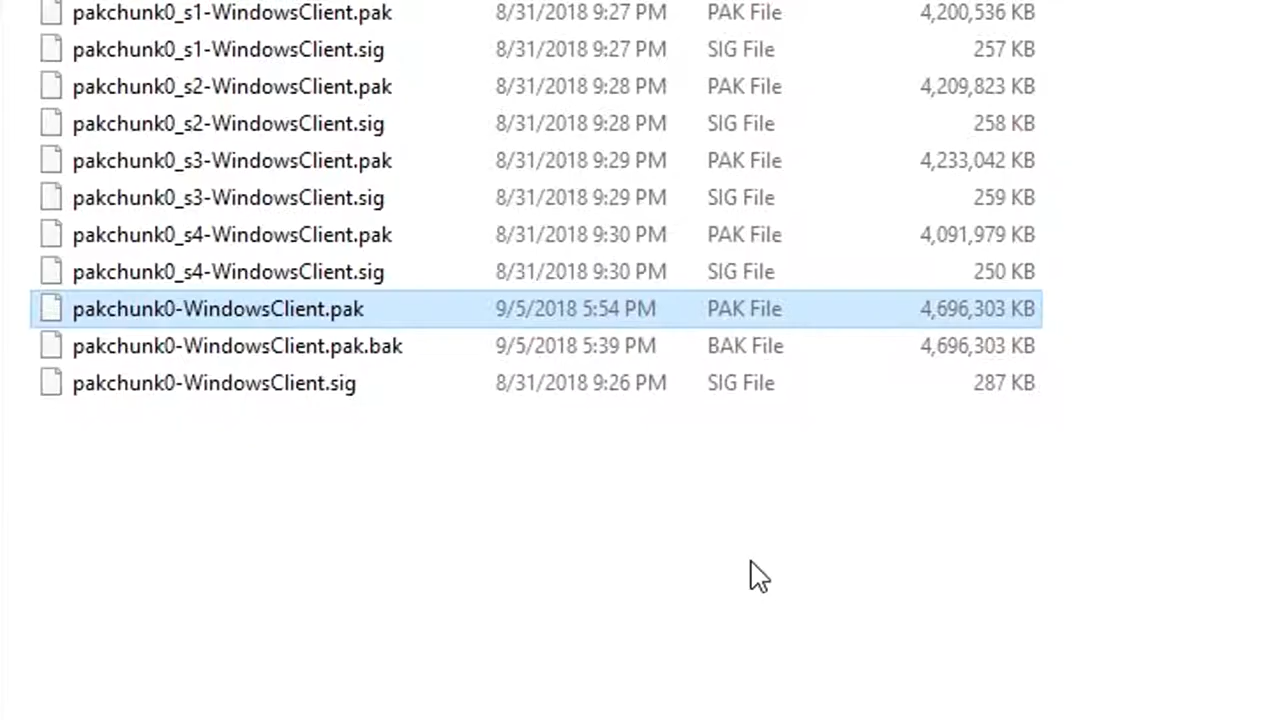 pakchunk0_s1-WindowsClient.pak 8/31/2018 9:27 PM PAK File 4,200,536 KB
pakchunk0_s1-WindowsClient.sig 8/31/2018 9:27 PM SIG File 257 KB
pakchunk0_s2-WindowsClient.pak 8/31/2018 9:28 PM PAK File 4,209,823 KB
pakchunk0_s2-WindowsClient.sig 8/31/2018 9:28 PM SIG File 258 KB
pakchunk0_s3-WindowsClient.pak 8/31/2018 9:29 PM PAK File 4,233,042 KB
pakchunk0_s3-WindowsClient.sig 8/31/2018 9:29 PM SIG File 259 KB
pakchunk0_s4-WindowsClient.pak 8/31/2018 9:30 PM PAK File 4,091,979 KB
pakchunk0_s4-WindowsClient.sig 8/31/2018 9:30 PM SIG File 250 KB
pakchunk0-WindowsClient.pak 9/5/2018 5:54 PM PAK File 4,696,303 KB
pakchunk0-WindowsClient.pak.bak 9/5/2018 5:39 PM BAK File 4,696,303 KB
pakchunk0-WindowsClient.sig 8/31/2018 9:26 PM SIG File 287 KB